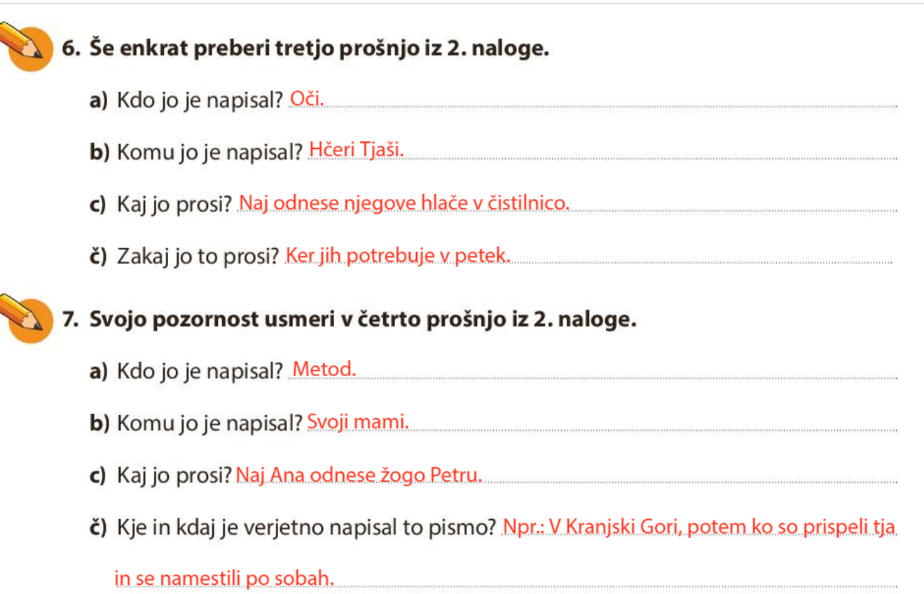 6. Še enkrat preberi tretjo prošnjo iz 2. naloge.
a) Kdo jo je napisal? Oči.
b) Komu jo je napisal? Hčeri Tjaši.
c) Kaj jo prosi? Naj odnese njegove hlače v čistilnico.
č) Zakaj jo to prosi? Ker jih potrebuje v petek.
7. Svojo pozornost usmeri v četrto prošnjo iz 2. naloge.
a) Kdo jo je napisal? Metod.
b) Komu jo je napisal? Svoji mami.
c) Kaj jo prosi? Naj Ana odnese žogo Petru.
č) Kje in kdaj je verjetno napisal to pismo? Npr.: V Kranjski Gori, potem ko so prispeli tja
in se namestili po sobah.